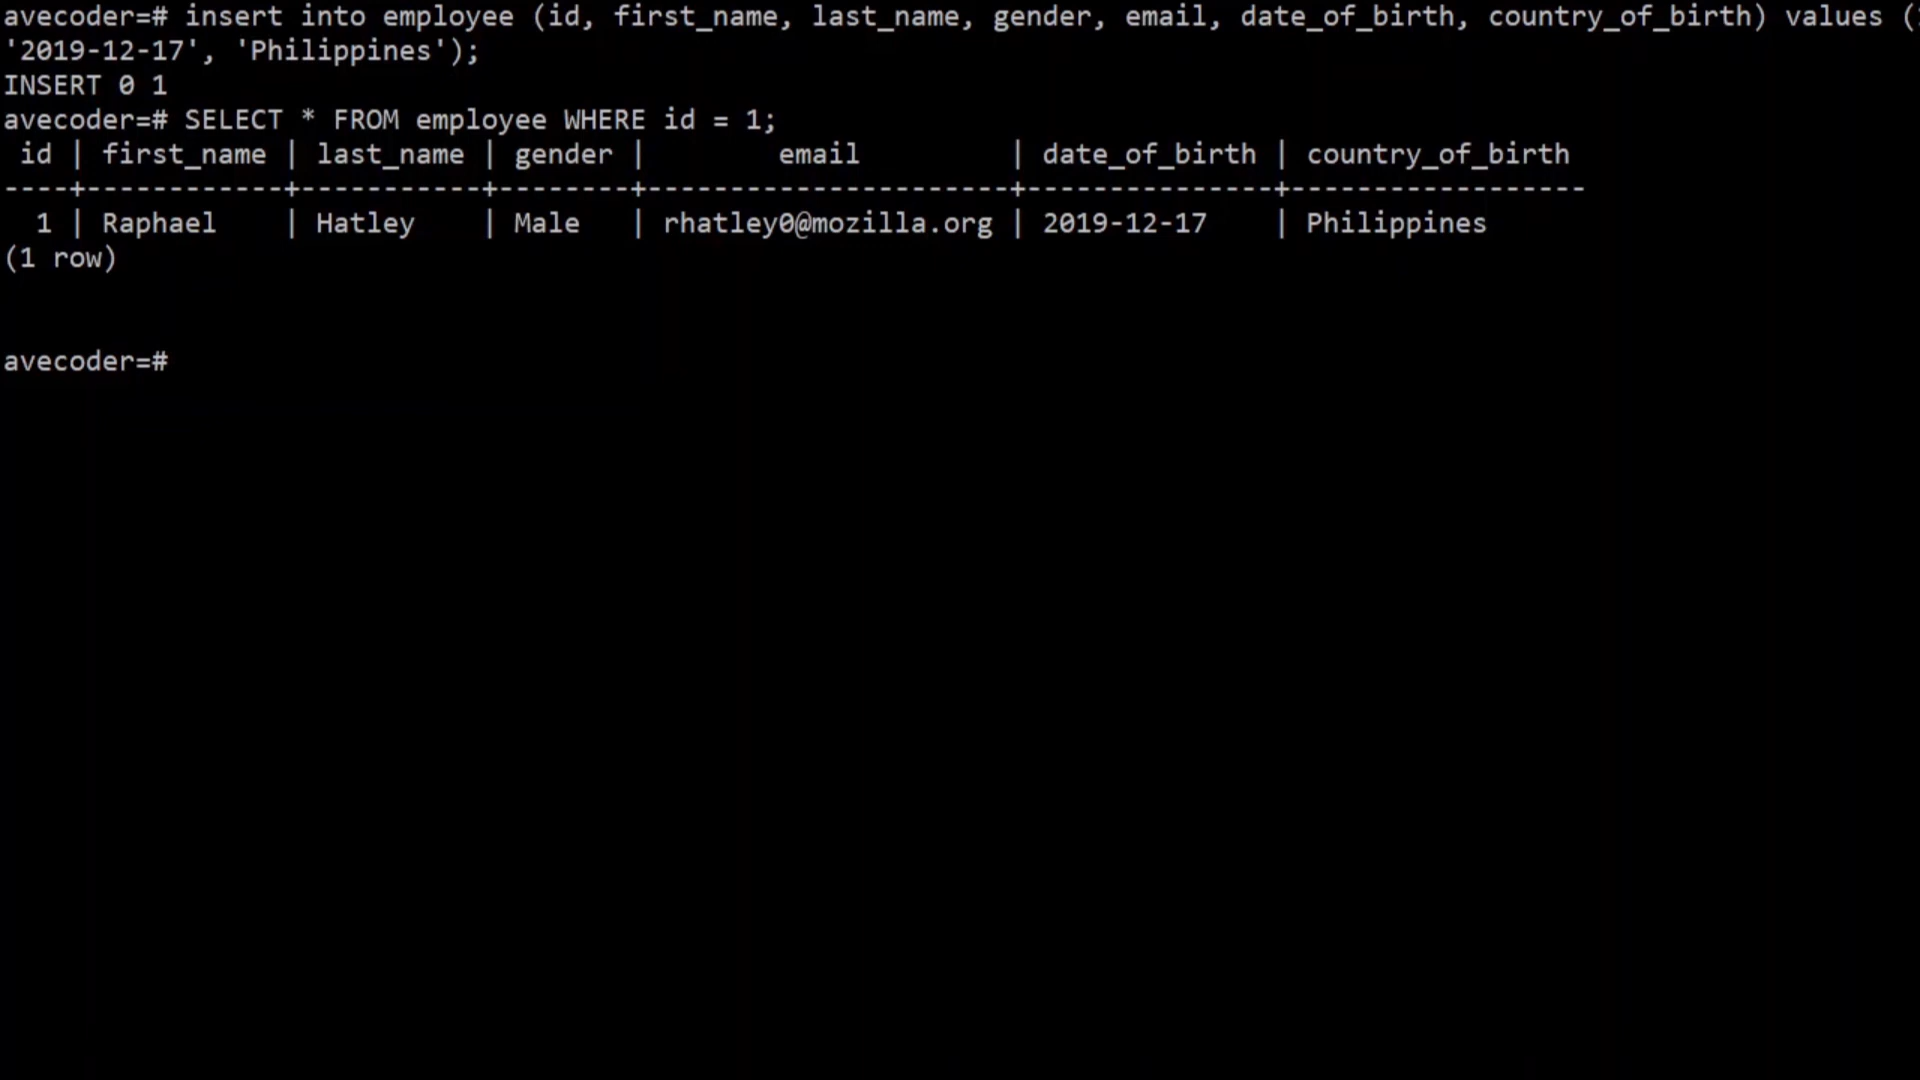 avecoder=# insert into employee (id, first_name, last_name, gender, email, date_of_birth, country_of_birth) values (
'2019-12-17', 'Philippines');
INSERT 0 1
avecoder=# SELECT * FROM employee WHERE id = 1;
 id | first_name | last_name | gender |        email         | date_of_birth | country_of_birth
----+------------+-----------+--------+----------------------+---------------+------------------
  1 | Raphael    | Hatley    | Male   | rhatley0@mozilla.org | 2019-12-17    | Philippines
(1 row)
avecoder=#